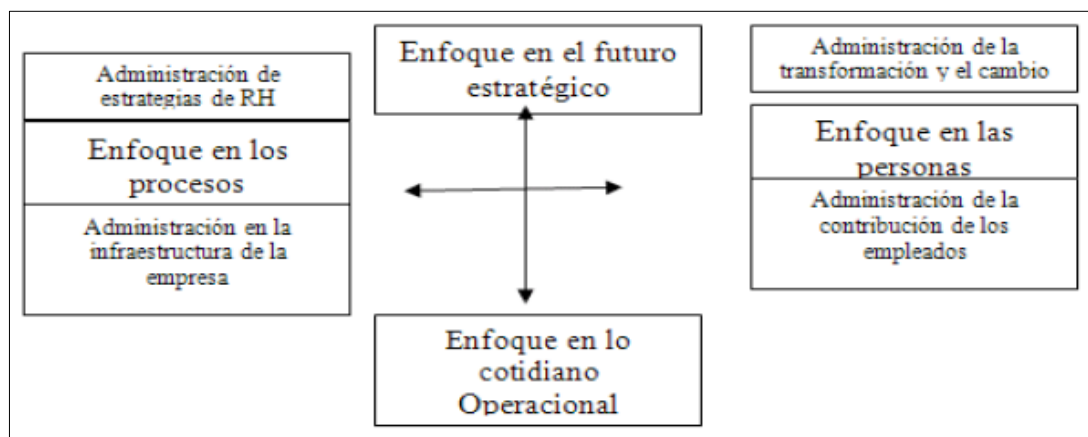 Administración de
estrategias de RH
Enfoque en los
procesos
Administración en la
infraestructura de la
empresa
Enfoque en el futuro
estratégico
Enfoque en lo
cotidiano
Operacional
Administración de la
transformación y el cambio
Enfoque en las
personas
Administración de la
contribución de los
empleados